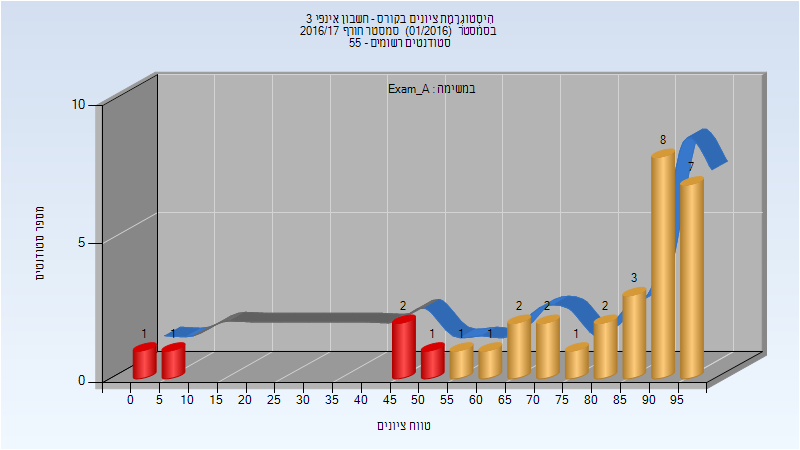 היסטוגרמת ציונים בקורס - חשבון אינפי 3
בסמסטר (01/2016) סמסטר חורף 2016/17
סטודנטים רשומים - 55
במשימה : Exam_A
מספר סטודנטים
10
5
0
1 1 2 1 1 1 2 2 1 2 3 8 7
0 5 10 15 20 25 30 35 40 45 50 55 60 65 70 75 80 85 90 95
טווח ציונים